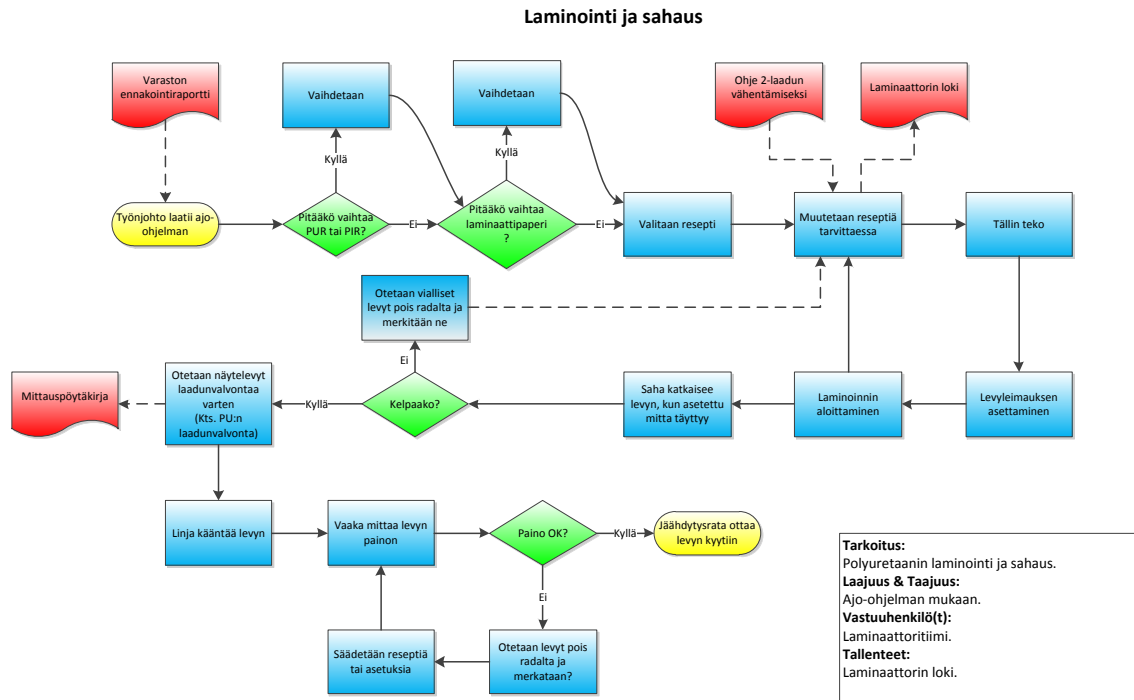 Laminointi ja sahaus
Varaston
ennakointiraportti
Vaihdetaan
Vaihdetaan
Ohje 2-laadun
vähentämiseksi
Laminaattorin loki
Kyllä
Kyllä
Työnjohto laatii ajo-
ohjelman
Pitääkö vaihtaa
PUR tai PIR?
Ei
Pitääkö vaihtaa
laminaattipaperi
?
Ei
Valitaan resepti
Muutetaan reseptiä
tarvittaessa
Tällin teko
Otetaan vialliset
levyt pois radalta ja
merkitään ne
Ei
Mittauspöytäkirja
Otetaan näytelevyt
laadunvalvontaa
varten
(Kts. PU:n
laadunvalvonta)
Kyllä
Kelpaako?
Saha katkaisee
levyn, kun asetettu
mitta täyttyy
Laminoinnin
aloittaminen
Levyleimauksen
asettaminen
Linja kääntää levyn
Vaaka mittaa levyn
painon
Paino OK?
Kyllä
Jäähdytysrata ottaa
levyn kyytiin
Ei
Säädetään reseptiä
tai asetuksia
Otetaan levyt pois
radalta ja
merkataan?
Tarkoitus:
Polyuretaanin laminointi ja sahaus.
Laajuus & Taajuus:
Ajo-ohjelman mukaan.
Vastuuhenkilö(t):
Laminaattoritiimi.
Tallenteet:
Laminaattorin loki.